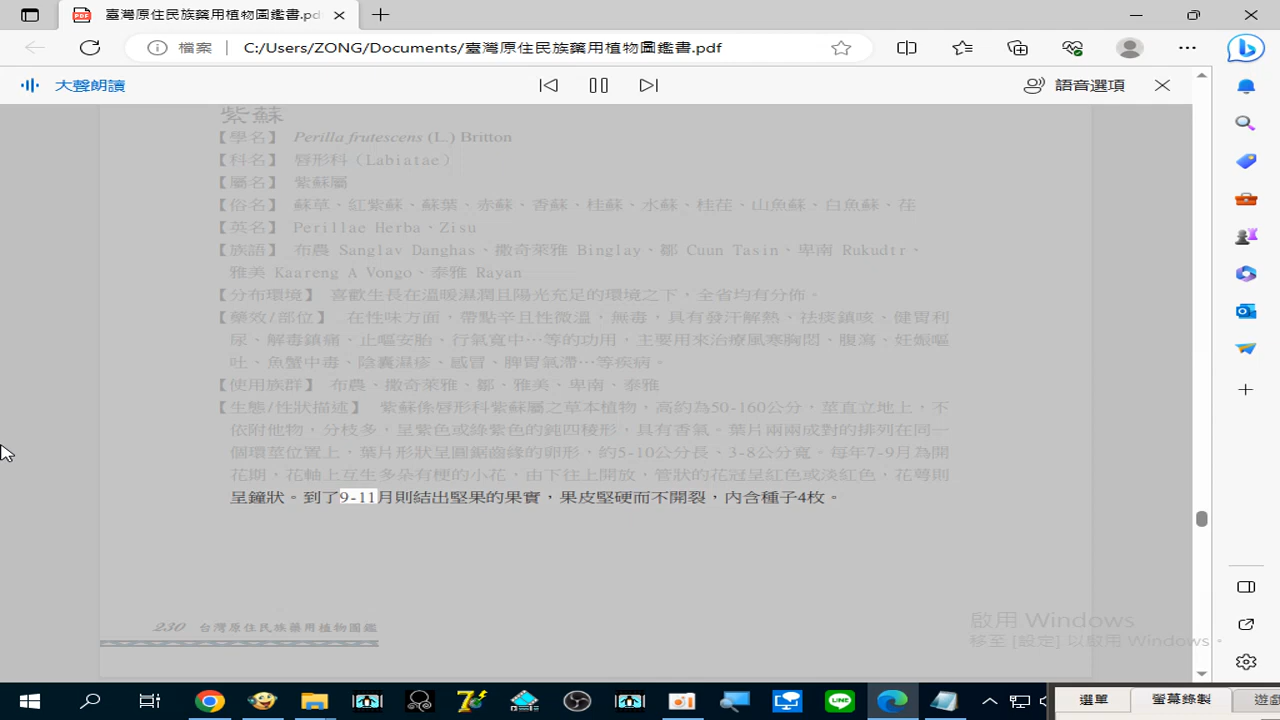 臺灣原住民族藥用植物圖鑑書.pd
檔案
C:/Users/ZONG/Documents/臺灣原住民族藥用植物圖鑑書.pdf
大聲朗讀
語音選項
紫蘇
【學名】 Perilla frutescens (L.) Britton
【科名】 唇形科（Labiatae）
【屬名】 紫蘇屬
【俗名】 蘇草、紅紫蘇、蘇葉、赤蘇、香蘇、桂蘇、水蘇、桂荏、山魚蘇、白魚蘇、荏
【英名】 Perillae Herba、Zisu
【族語】 布農 Sanglav Danghas、撒奇萊雅 Binglay、鄒 Cuun Tasin、卑南 Rukudtr、
雅美 Kaareng A Vongo、泰雅 Rayan
【分布環境】 喜歡生長在溫暖濕潤且陽光充足的環境之下，全省均有分佈。
【藥效/部位】 在性味方面，帶點辛且性微溫，無毒，具有發汗解熱、祛痰鎮咳、健胃利
尿、解毒鎮痛、止嘔安胎，行氣寬中…等的功用，主要用來治療風寒胸悶、腹瀉、妊娠嘔
吐、魚蟹中毒、陰囊濕疹、感冒、脾胃氣滯…等疾病。
【使用族群】 布農、撒奇萊雅、鄒、雅美、卑南、泰雅
【生態/性狀描述】 紫蘇係唇形科紫蘇屬之草本植物，高約為50-160公分，莖直立地上，不
依附他物，分枝多，呈紫色或綠紫色的鈍四稜形，具有香氣。葉片兩兩成對的排列在同一
個環莖位置上，葉片形狀呈圓鋸齒緣的卵形，約5-10公分長、3-8公分寬。每年7-9月為開
花期，花軸上互生多朵有梗的小花，由下往上開放，管狀的花冠呈紅色或淡紅色，花萼則
呈鐘狀。到了9-11月則結出堅果的果實，果皮堅硬而不開裂，內含種子4枚。
230 台灣原住民族藥用植物圖鑑
啟用 Windows
移至 [設定] 以啟用 Windows。
選單
螢幕錄製
遊戲